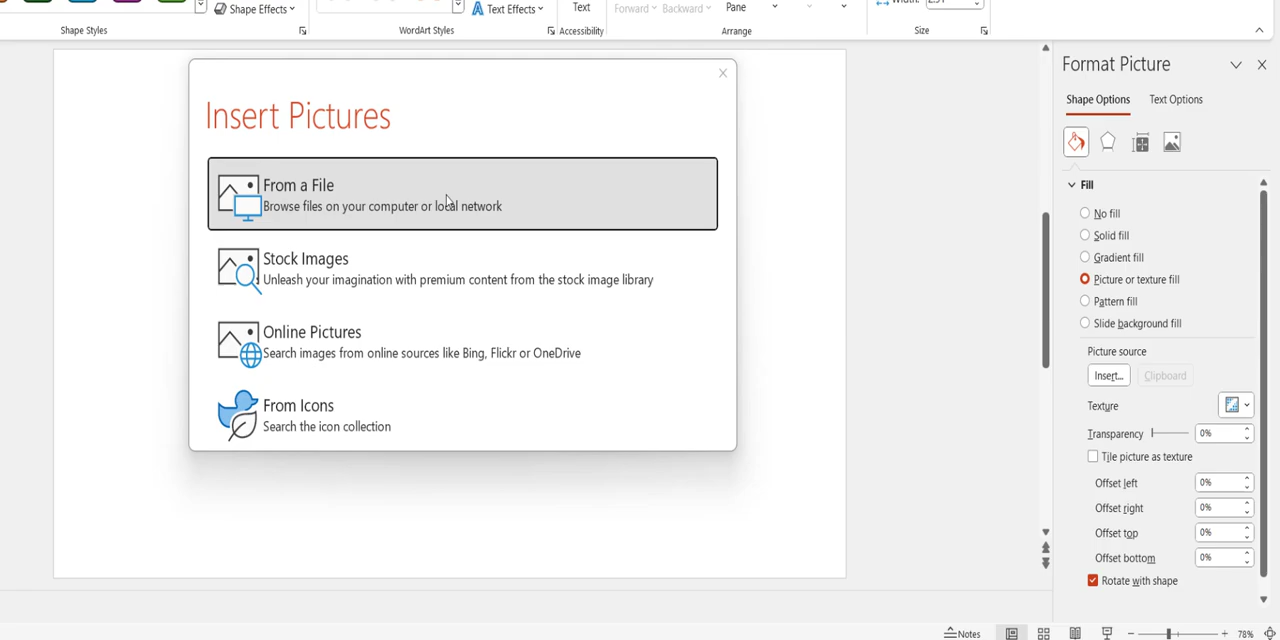 Shape Effects
Text Effects
Text
Forward
Backward
Pane
Width:
2.91"
Shape Styles
WordArt Styles
Accessibility
Arrange
Size
Insert Pictures
From a File
Browse files on your computer or local network
Stock Images
Unleash your imagination with premium content from the stock image library
Online Pictures
Search images from online sources like Bing, Flickr or OneDrive
From Icons
Search the icon collection
Format Picture
Shape Options Text Options
Fill
No fill
Solid fill
Gradient fill
Picture or texture fill
Pattern fill
Slide background fill
Picture source
Insert... Clipboard
Texture
Transparency 0%
Tile picture as texture
Offset left 0%
Offset right 0%
Offset top 0%
Offset bottom 0%
Rotate with shape
Notes
78%